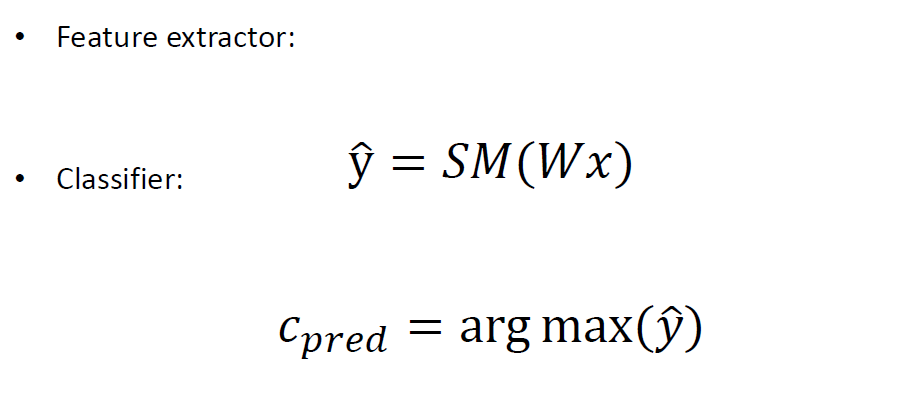 • Feature extractor:
ŷ = SM(Wx)
• Classifier:
c_pred = arg max(ŷ)